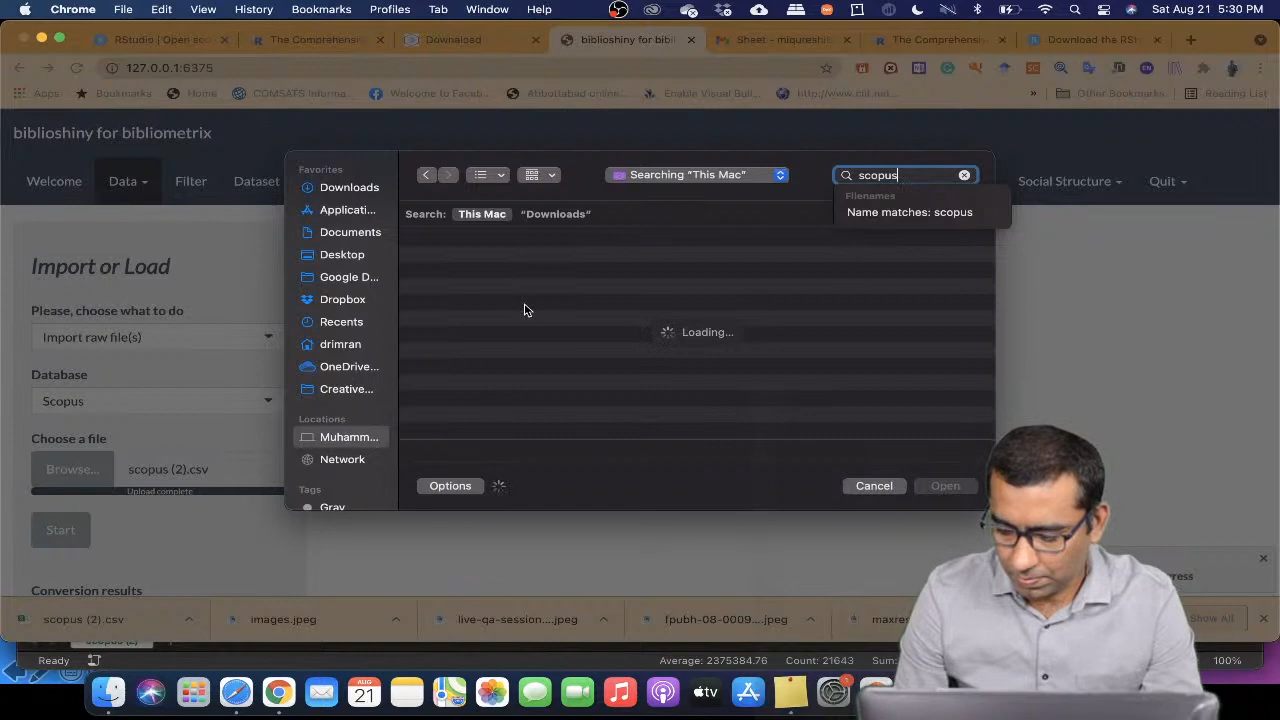 Chrome File Edit View History Bookmarks Profiles Tab Window Help Sat Aug 21 5:30 PM
RStudio | Open sou The Comprehensiv Downalded biblioshiny for bibl Sheet - miqureshi The Comprehensiv Download the RSt
127.0.0.1:6375
Apps Bookmarks Home COMSATS Informa... Welcome to Faceb... Abbottabad online... Enable Visual Buil... Other Bookmarks Reading List
biblioshiny for bibliometrix
Welcome Data Filter Dataset Social Structure Quit
Favorites
Downloads
Applicati...
Documents
Desktop
Google D...
Dropbox
Recents
drimran
OneDrive...
Creative...
Locations
Muhamm...
Network
Tags
Gray
Searching “This Mac”
scopus
Filenames
Name matches: scopus
Search: This Mac “Downloads”
Loading...
Options Cancel Open
Import or Load
Please, choose what to do
Import raw file(s)
Database
Scopus
Choose a file
Browse... scopus (2).csv
Upload complete
Start
Conversion results
scopus (2).csv images.jpeg live-qa-session....jpeg fpubh-08-0009....jpeg Show All
scopus (2)
Ready Average: 2375384.76 Count: 21643 Sum: 100%
AUG
21
tv